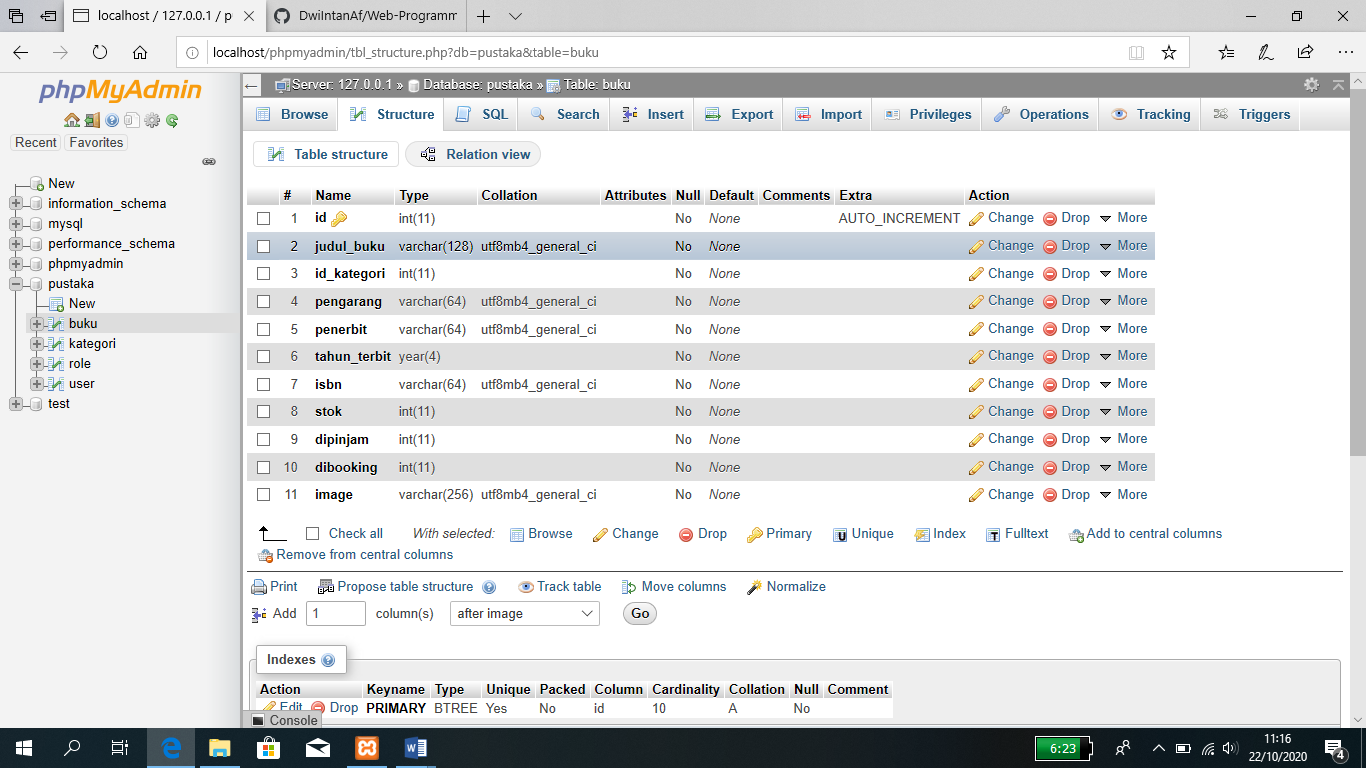 localhost / 127.0.0.1 / p
DwiIntanAf/Web-Programm
localhost/phpmyadmin/tbl_structure.php?db=pustaka&table=buku
phpMyAdmin
Recent Favorites
New
information_schema
mysql
performance_schema
phpmyadmin
pustaka
New
buku
kategori
role
user
test
Server: 127.0.0.1 » Database: pustaka » Table: buku
Browse Structure SQL Search Insert Export Import Privileges Operations Tracking Triggers
Table structure Relation view
# Name Type Collation Attributes Null Default Comments Extra Action
1 id int(11) No None AUTO_INCREMENT Change Drop More
2 judul_buku varchar(128) utf8mb4_general_ci No None Change Drop More
3 id_kategori int(11) No None Change Drop More
4 pengarang varchar(64) utf8mb4_general_ci No None Change Drop More
5 penerbit varchar(64) utf8mb4_general_ci No None Change Drop More
6 tahun_terbit year(4) No None Change Drop More
7 isbn varchar(64) utf8mb4_general_ci No None Change Drop More
8 stok int(11) No None Change Drop More
9 dipinjam int(11) No None Change Drop More
10 dibooking int(11) No None Change Drop More
11 image varchar(256) utf8mb4_general_ci No None Change Drop More
Check all With selected: Browse Change Drop Primary Unique Index Fulltext Add to central columns
Remove from central columns
Print Propose table structure Track table Move columns Normalize
Add 1 column(s) after image Go
Indexes
Action Keyname Type Unique Packed Column Cardinality Collation Null Comment
Edit Drop PRIMARY BTREE Yes No id 10 A No
Console
6:23
11:16
22/10/2020
4